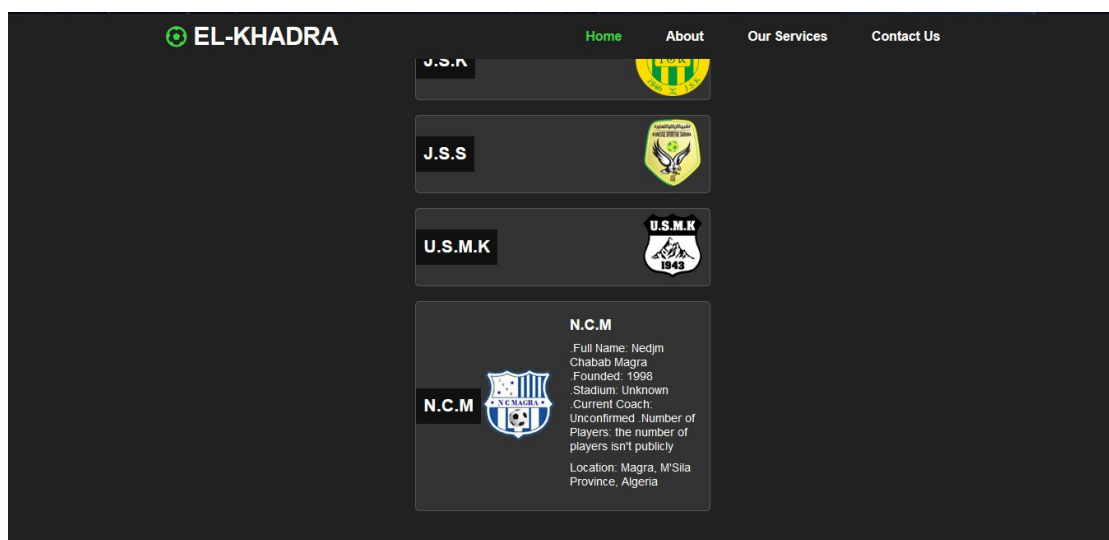 EL-KHADRA
Home About Our Services Contact Us
J.S.K
1946 J.S.K
J.S.S
U.S.M.K
U.S.M.K
1943
N.C.M
N C MAGRA
N.C.M
.Full Name: Nedjm
Chabab Magra
.Founded: 1998
.Stadium: Unknown
.Current Coach:
Unconfirmed .Number of
Players: the number of
players isn't publicly
Location: Magra, M'Sila
Province, Algeria